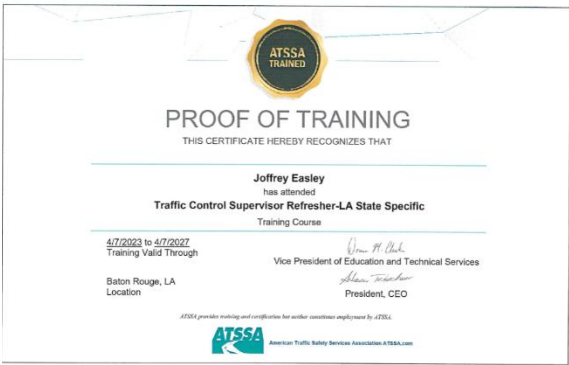 ATSSA
TRAINED
PROOF OF TRAINING
THIS CERTIFICATE HEREBY RECOGNIZES THAT
Joffrey Easley
has attended
Traffic Control Supervisor Refresher-LA State Specific
Training Course
4/7/2023 to 4/7/2027
Training Valid Through
Vice President of Education and Technical Services
Baton Rouge, LA
Location
President, CEO
ATSSA provides training and certification but neither constitutes employment by ATSSA.
ATSSA
American Traffic Safety Services Association ATSSA.com